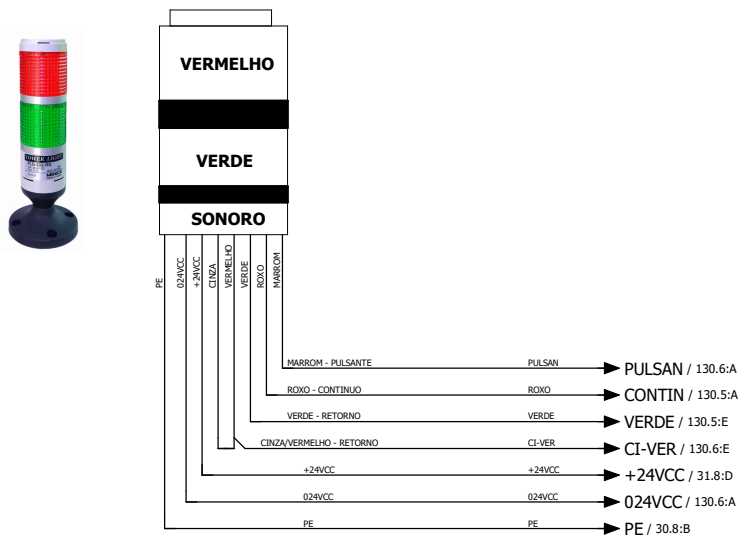 VERMELHO
VERDE
SONORO
TOWER LIGHT
PE
024VCC
+24VCC
CINZA
VERMELHO
VERDE
ROXO
MARROM
MARROM - PULSANTE PULSAN PULSAN / 130.6:A
ROXO - CONTINUO ROXO CONTIN / 130.5:A
VERDE - RETORNO VERDE VERDE / 130.5:E
CINZA/VERMELHO - RETORNO CI-VER CI-VER / 130.6:E
+24VCC +24VCC +24VCC / 31.8:D
024VCC 024VCC 024VCC / 130.6:A
PE PE PE / 30.8:B